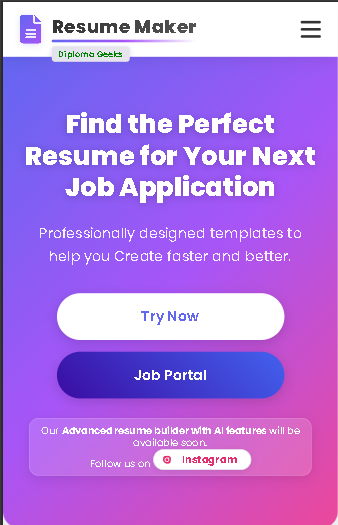 Resume Maker
Diploma Geeks
Find the Perfect
Resume for Your Next
Job Application
Professionally designed templates to
help you Create faster and better.
Try Now
Job Portal
Our Advanced resume builder with AI features will be
available soon.
Follow us on Instagram